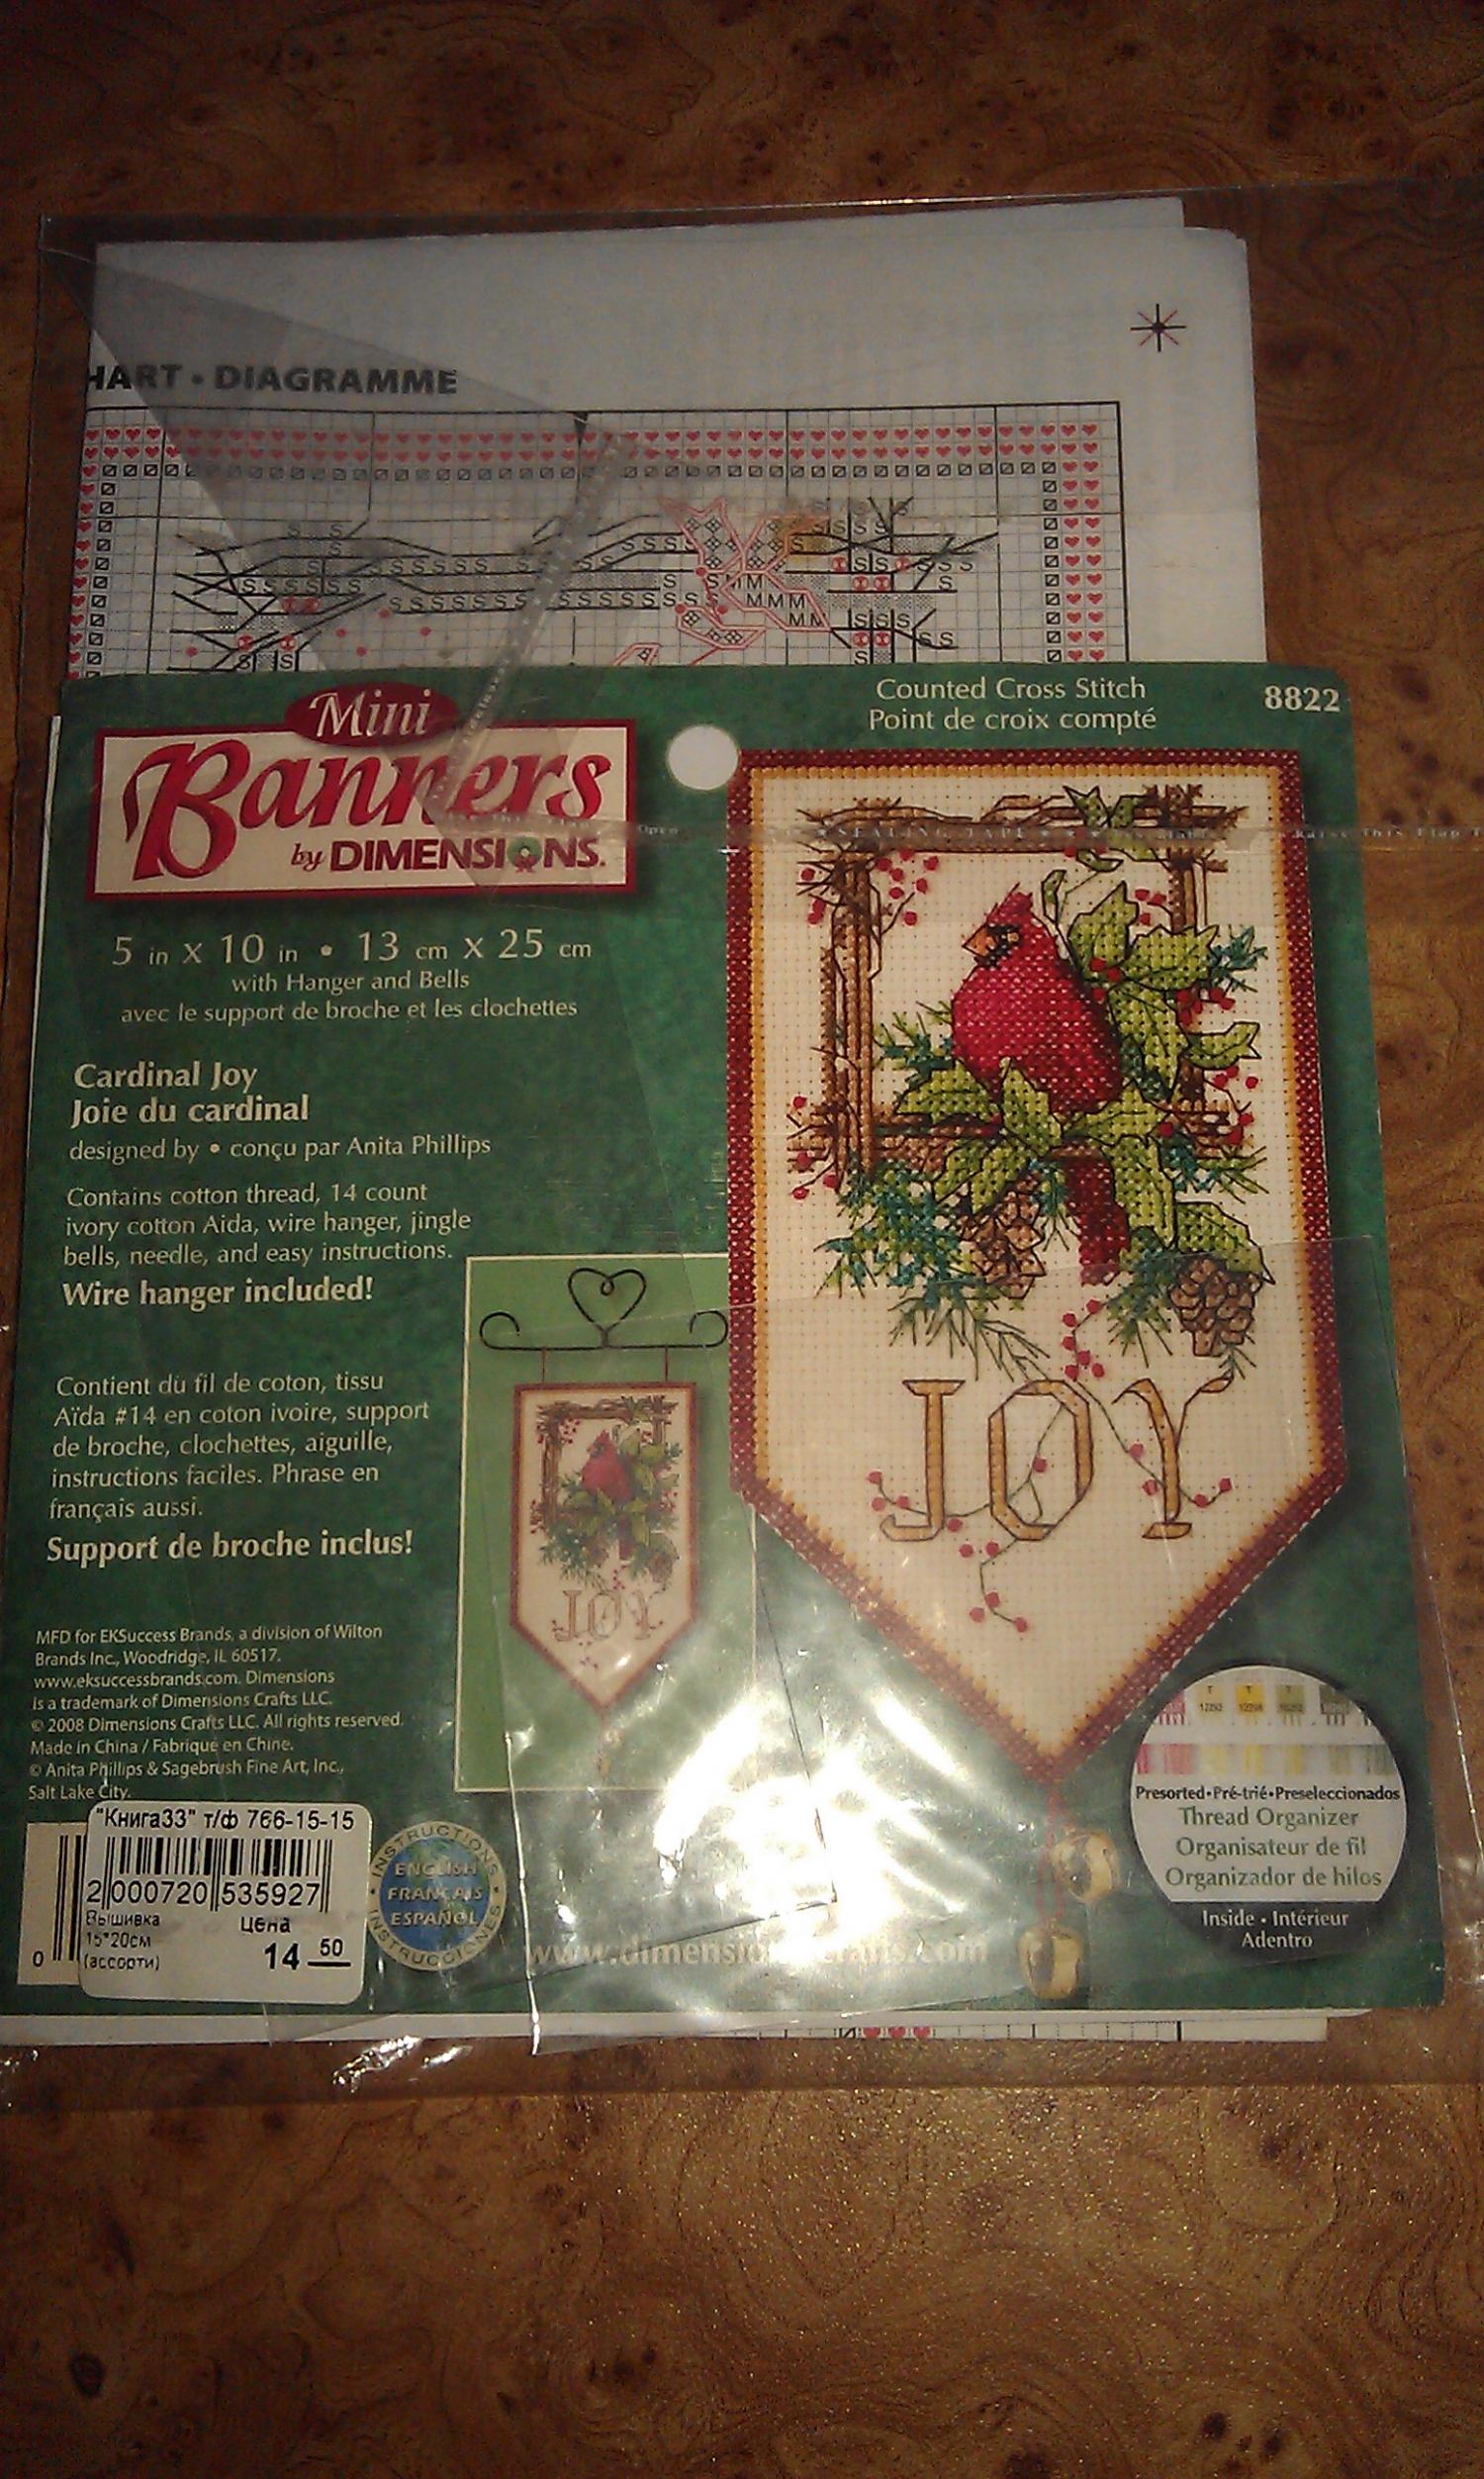 HART • DIAGRAMME
Mini
Banners
by DIMENSIONS.
Counted Cross Stitch
Point de croix compté
8822
SEALING TAPE
5 in X 10 in • 13 cm X 25 cm
with Hanger and Bells
avec le support de broche et les clochettes
Cardinal Joy
Joie du cardinal
designed by • conçu par Anita Phillips
Contains cotton thread, 14 count
ivory cotton Aida, wire hanger, jingle
bells, needle, and easy instructions.
Wire hanger included!
Contient du fil de coton, tissu
Aïda #14 en coton ivoire, support
de broche, clochettes, aiguille,
instructions faciles. Phrase en
français aussi.
Support de broche inclus!
JOY
JOY
MFD for EKSuccess Brands, a division of Wilton
Brands Inc., Woodridge, IL 60517.
www.eksuccessbrands.com. Dimensions
is a trademark of Dimensions Crafts LLC.
© 2008 Dimensions Crafts LLC. All rights reserved.
Made in China / Fabriqué en Chine.
© Anita Phillips & Sagebrush Fine Art, Inc.,
Salt Lake City.
"Книга33" т/ф 766-15-15
2 000720 535927
Вышивка
15*20см
(ассорти)
Цена
14 50
0
INSTRUCTIONS
ENGLISH
FRANÇAIS
ESPAÑOL
INSTRUCCIONES
Presorted•Pré-trié•Preseleccionados
Thread Organizer
Organisateur de fil
Organizador de hilos
Inside • Intérieur
Adentro